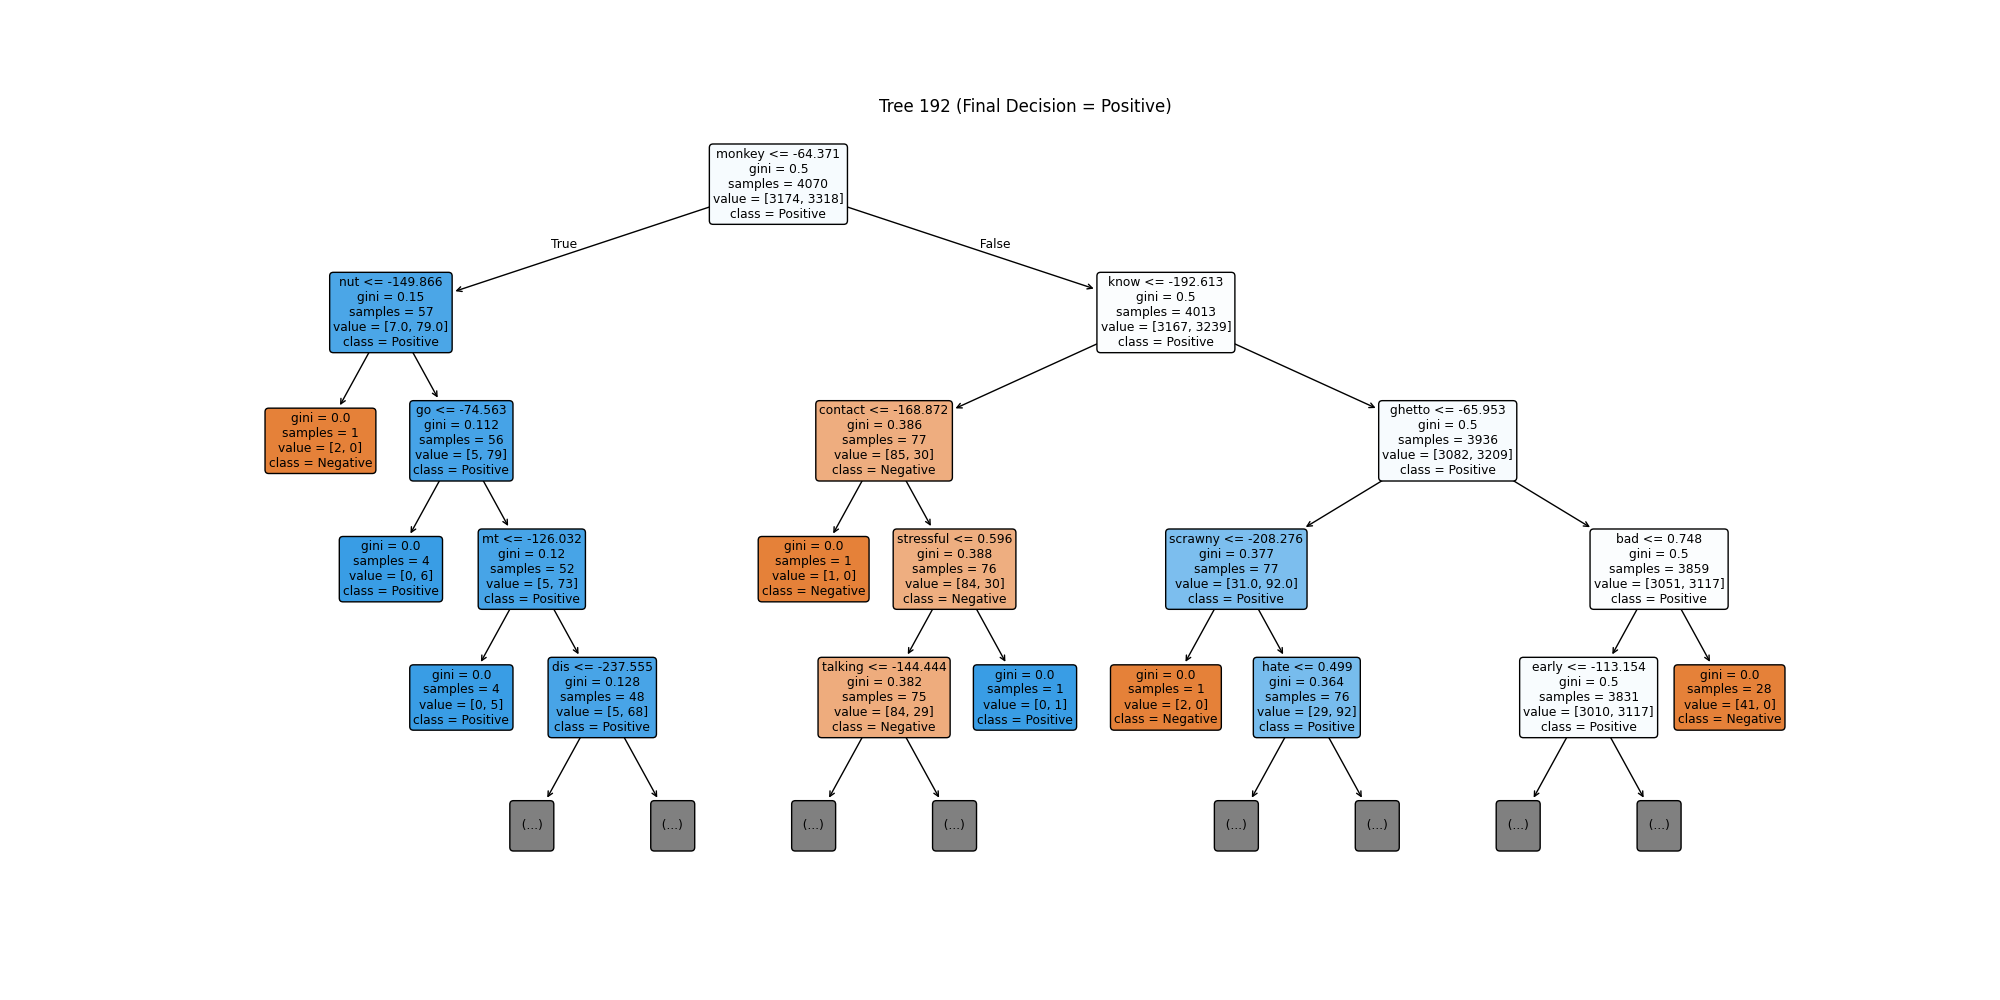 Tree 192 (Final Decision = Positive)
monkey <= -64.371
gini = 0.5
samples = 4070
value = [3174, 3318]
class = Positive
True
False
nut <= -149.866
gini = 0.15
samples = 57
value = [7.0, 79.0]
class = Positive
know <= -192.613
gini = 0.5
samples = 4013
value = [3167, 3239]
class = Positive
gini = 0.0
samples = 1
value = [2, 0]
class = Negative
go <= -74.563
gini = 0.112
samples = 56
value = [5, 79]
class = Positive
contact <= -168.872
gini = 0.386
samples = 77
value = [85, 30]
class = Negative
ghetto <= -65.953
gini = 0.5
samples = 3936
value = [3082, 3209]
class = Positive
gini = 0.0
samples = 4
value = [0, 6]
class = Positive
mt <= -126.032
gini = 0.12
samples = 52
value = [5, 73]
class = Positive
gini = 0.0
samples = 1
value = [1, 0]
class = Negative
stressful <= 0.596
gini = 0.388
samples = 76
value = [84, 30]
class = Negative
scrawny <= -208.276
gini = 0.377
samples = 77
value = [31.0, 92.0]
class = Positive
bad <= 0.748
gini = 0.5
samples = 3859
value = [3051, 3117]
class = Positive
gini = 0.0
samples = 4
value = [0, 5]
class = Positive
dis <= -237.555
gini = 0.128
samples = 48
value = [5, 68]
class = Positive
talking <= -144.444
gini = 0.382
samples = 75
value = [84, 29]
class = Negative
gini = 0.0
samples = 1
value = [0, 1]
class = Positive
gini = 0.0
samples = 1
value = [2, 0]
class = Negative
hate <= 0.499
gini = 0.364
samples = 76
value = [29, 92]
class = Positive
early <= -113.154
gini = 0.5
samples = 3831
value = [3010, 3117]
class = Positive
gini = 0.0
samples = 28
value = [41, 0]
class = Negative
(...)
(...)
(...)
(...)
(...)
(...)
(...)
(...)